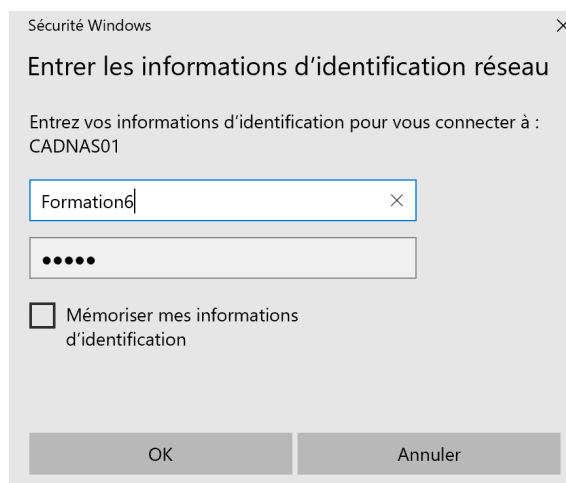 Sécurité Windows
Entrer les informations d’identification réseau
Entrez vos informations d’identification pour vous connecter à :
CADNAS01
Formation6
•••••
Mémoriser mes informations
d’identification
OK
Annuler